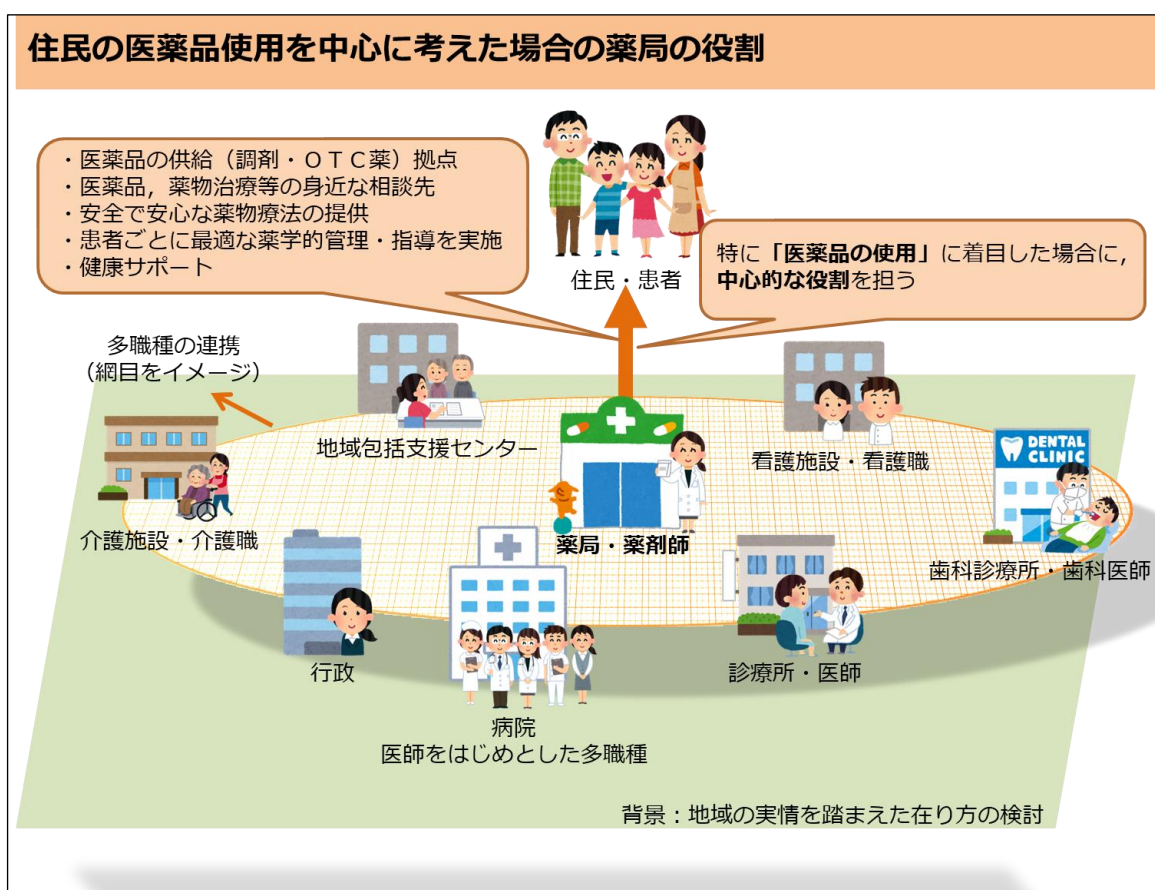 住民の医薬品使用を中心に考えた場合の薬局の役割
・医薬品の供給（調剤・ＯＴＣ薬）拠点
・医薬品，薬物治療等の身近な相談先
・安全で安心な薬物療法の提供
・患者ごとに最適な薬学的管理・指導を実施
・健康サポート
住民・患者
特に「医薬品の使用」に着目した場合に，
中心的な役割を担う
多職種の連携
（網目をイメージ）
地域包括支援センター
看護施設・看護職
DENTAL
CLINIC
介護施設・介護職
薬局・薬剤師
歯科診療所・歯科医師
行政
診療所・医師
病院
医師をはじめとした多職種
背景：地域の実情を踏まえた在り方の検討